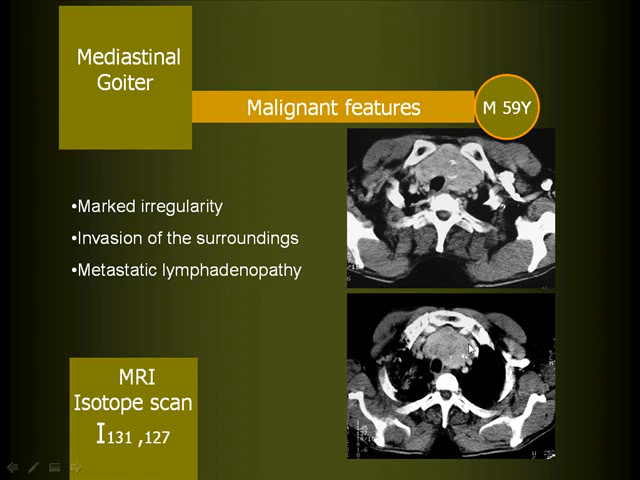 Mediastinal
Goiter
Malignant features
M 59Y
•Marked irregularity
•Invasion of the surroundings
•Metastatic lymphadenopathy
MRI
Isotope scan
I131 ,127